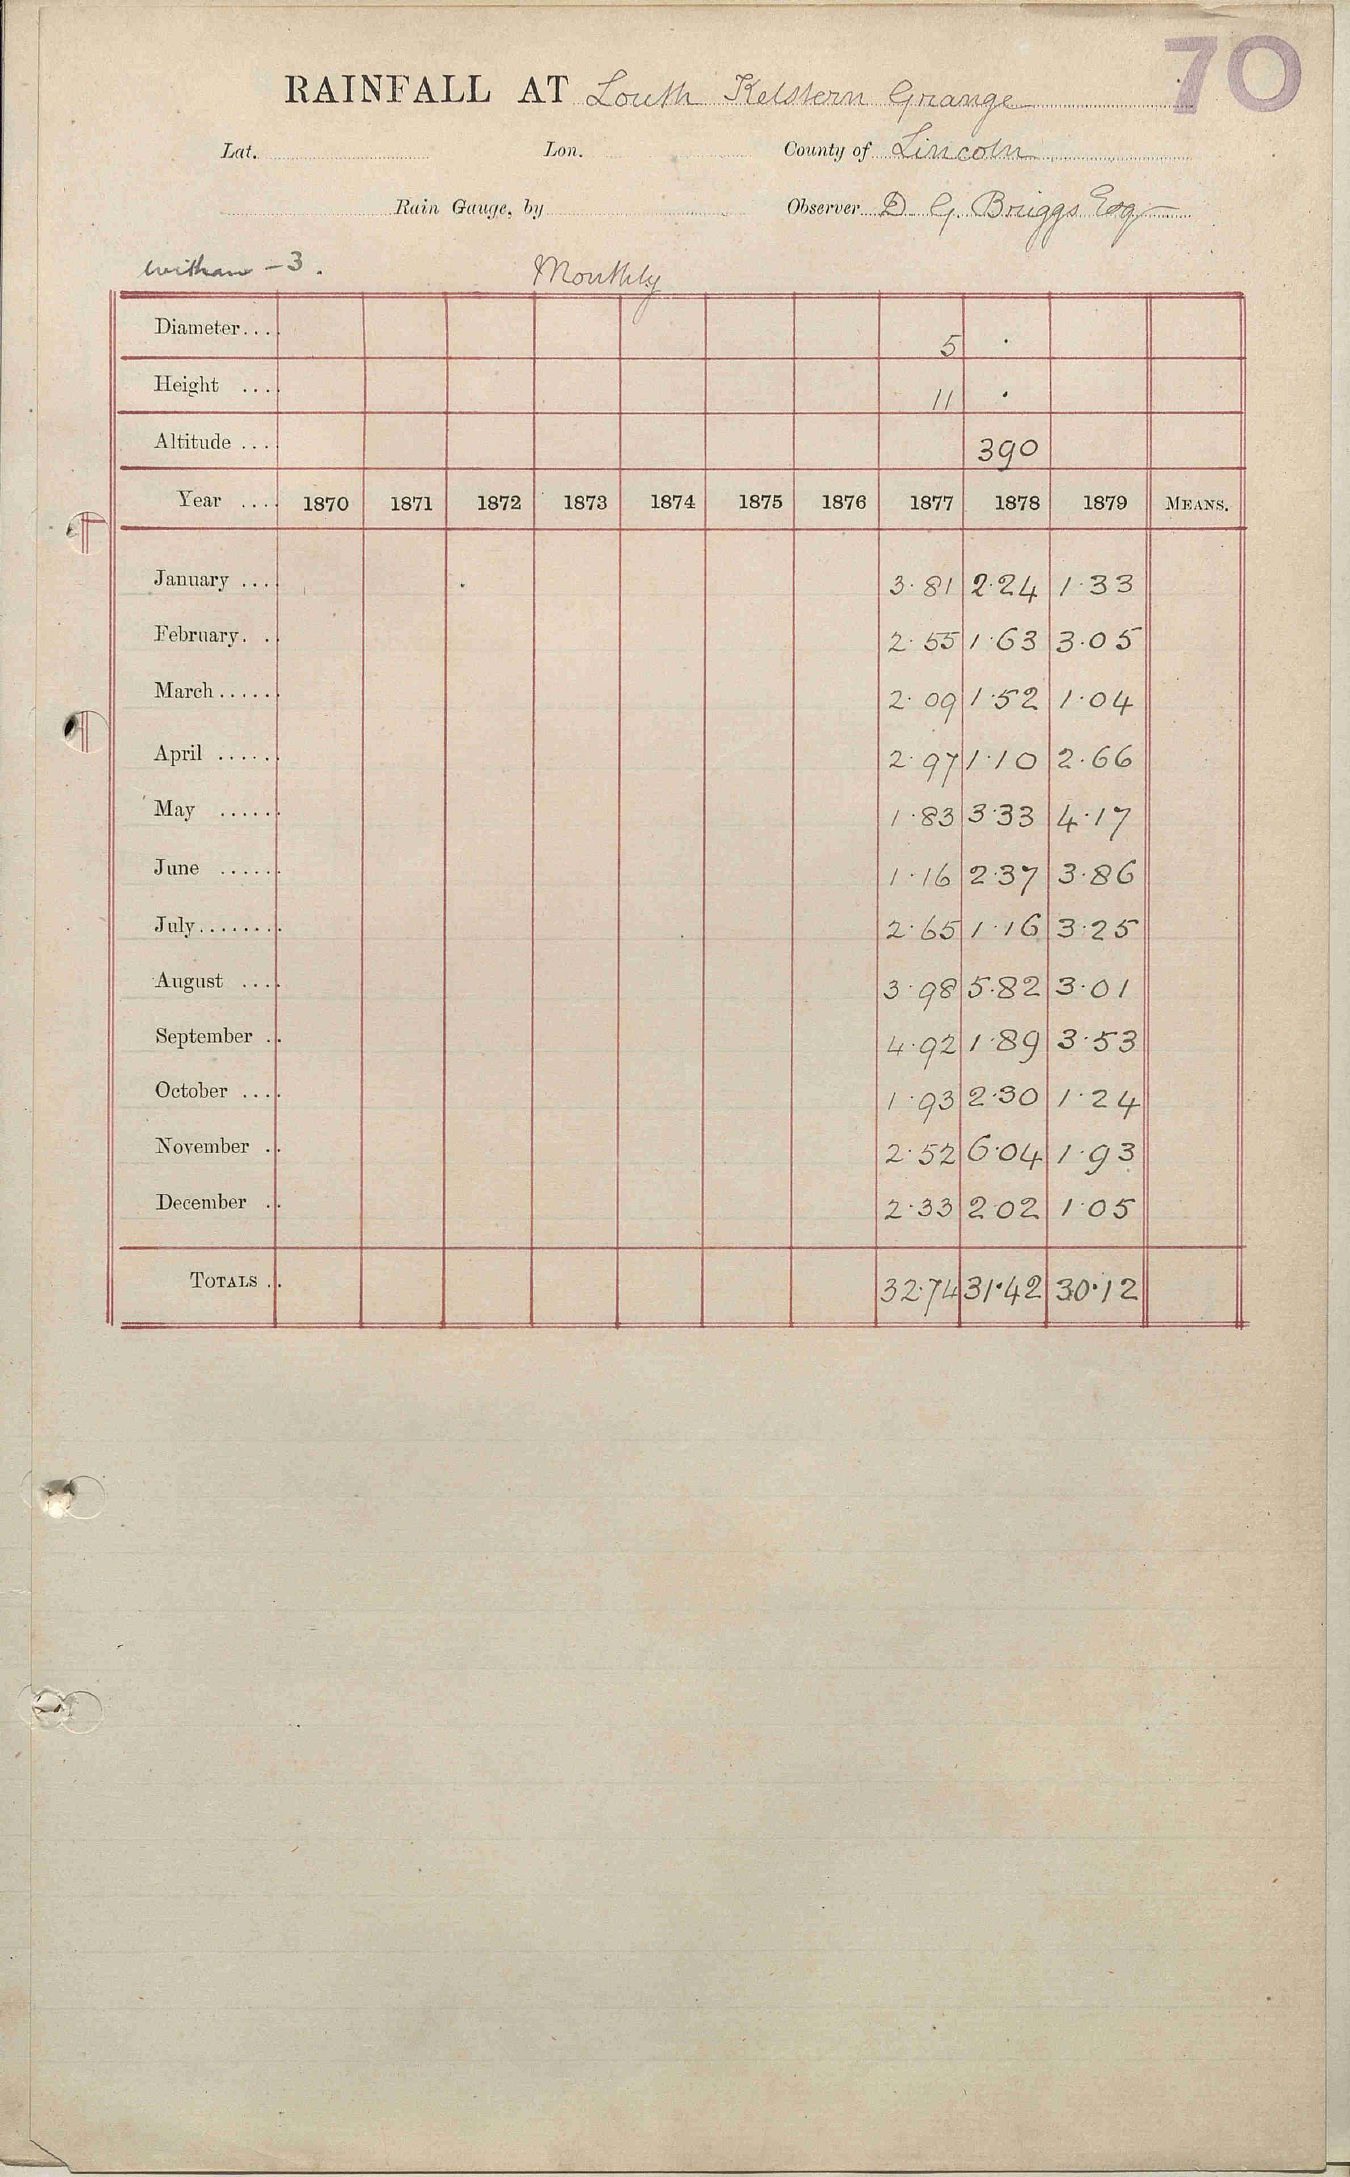 70
RAINFALL AT Louth Kelstern Grange
Lat. Lon. County of Lincoln
Rain Gauge, by Observer D G. Briggs Esq
Witham - 3. Monthly
Diameter.... 5 ·
Height .... 11 ·
Altitude .... 390
Year .... 1870 1871 1872 1873 1874 1875 1876 1877 1878 1879 MEANS.
January .... 3.81 2.24 1.33
February. .. 2.55 1.63 3.05
March...... 2.09 1.52 1.04
April ...... 2.97 1.10 2.66
May ...... 1.83 3.33 4.17
June ...... 1.16 2.37 3.86
July........ 2.65 1.16 3.25
August .... 3.98 5.82 3.01
September .. 4.92 1.89 3.53
October .... 1.93 2.30 1.24
November .. 2.52 6.04 1.93
December .. 2.33 2.02 1.05
TOTALS .. 32.74 31.42 30.12